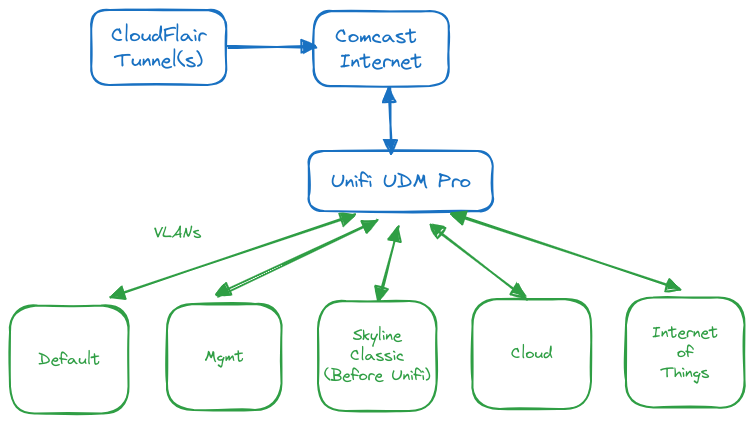 CloudFlair
Tunnel(s)
Comcast
Internet
Unifi UDM Pro
VLANs
Default
Mgmt
Skyline
Classic
(Before Unifi)
Cloud
Internet
of
Things